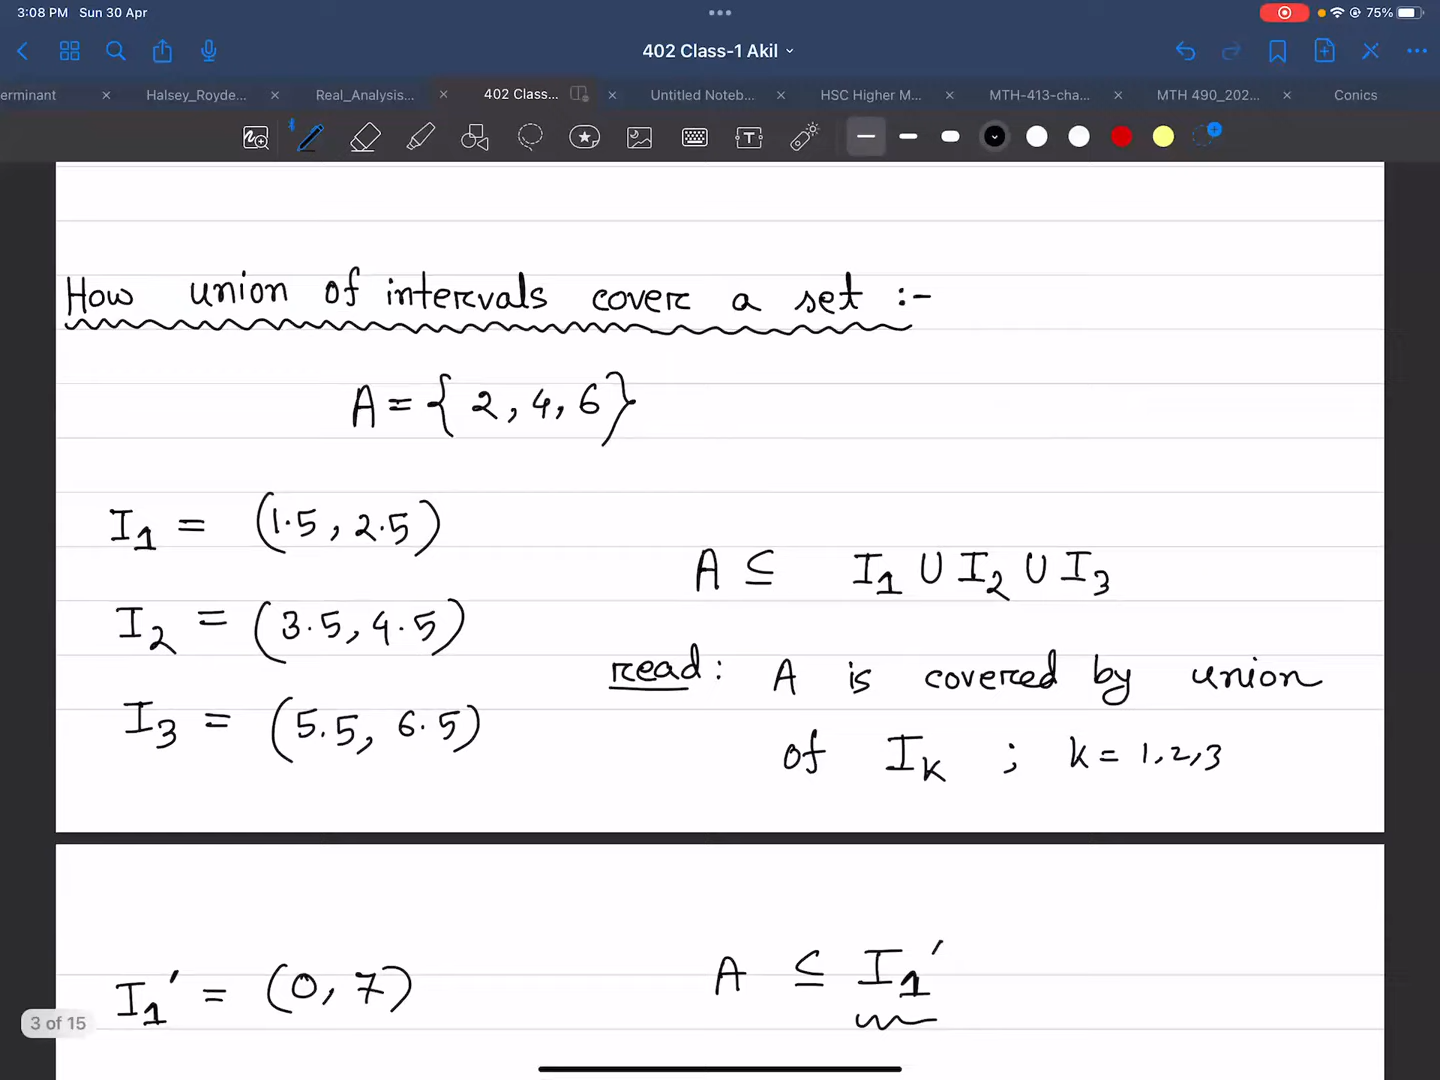 3:08 PM Sun 30 Apr
75%
402 Class-1 Akil
erminant
Halsey_Royde...
Real_Analysis...
402 Class...
Untitled Noteb...
HSC Higher M...
MTH-413-cha...
MTH 490_202...
Conics
How union of intervals cover a set :-
A = { 2, 4, 6 }
I₁ = (1.5, 2.5)
I₂ = (3.5, 4.5)
I₃ = (5.5, 6.5)
A ⊆ I₁ ∪ I₂ ∪ I₃
read : A is covered by union
of Iₖ ; k = 1,2,3
I₁′ = (0, 7)
A ⊆ I₁′
3 of 15